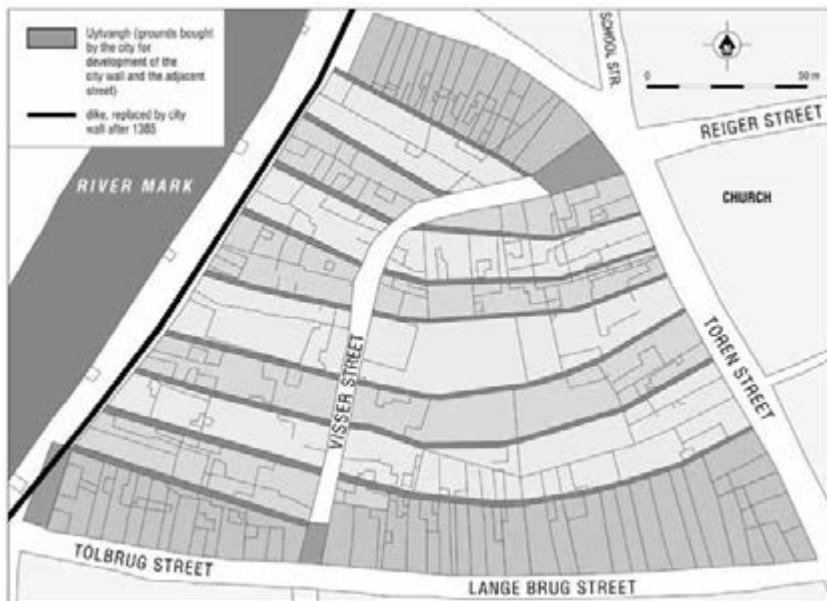 Uytvangh (grounds bought
by the city for
development of the
city wall and the adjacent
street)
dike, replaced by city
wall after 1385
SCHOOL STR.
0 50 m
REIGER STREET
RIVER MARK
CHURCH
TOREN STREET
VISSER STREET
TOLBRUG STREET
LANGE BRUG STREET